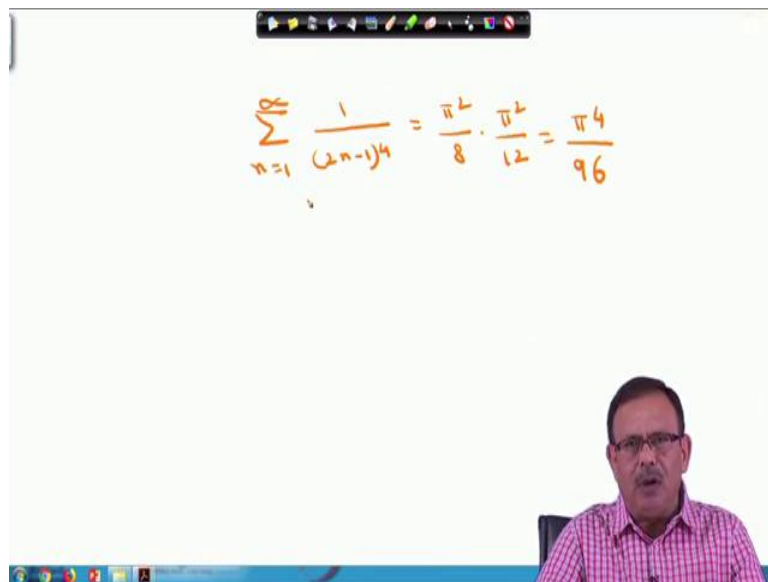 ∑_{n=1}^{∞} 1/(2n-1)^4 = π^2/8 · π^2/12 = π^4/96